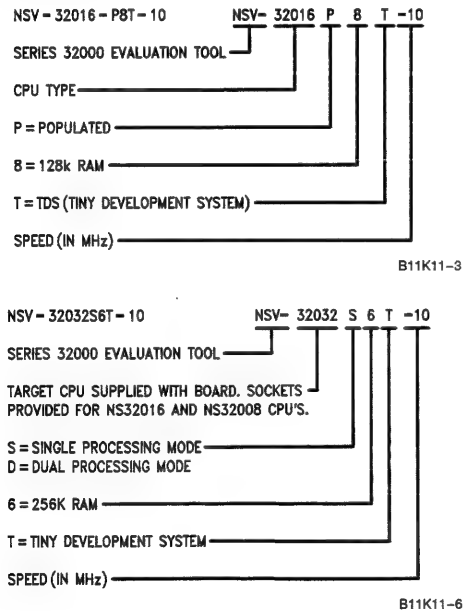 NSV-32016-P8T-10 NSV- 32016 P 8 T -10
SERIES 32000 EVALUATION TOOL
CPU TYPE
P = POPULATED
8 = 128k RAM
T = TDS (TINY DEVELOPMENT SYSTEM)
SPEED (IN MHz)
B11K11-3
NSV-32032S6T-10 NSV- 32032 S 6 T -10
SERIES 32000 EVALUATION TOOL
TARGET CPU SUPPLIED WITH BOARD. SOCKETS
PROVIDED FOR NS32016 AND NS32008 CPU'S.
S = SINGLE PROCESSING MODE
D = DUAL PROCESSING MODE
6 = 256K RAM
T = TINY DEVELOPMENT SYSTEM
SPEED (IN MHz)
B11K11-6